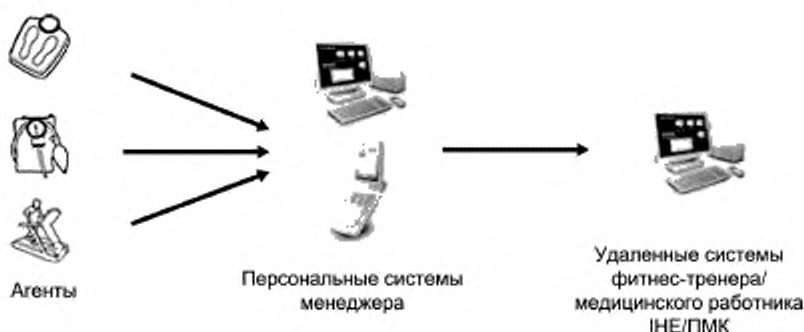 Агенты
Персональные системы
менеджера
Удаленные системы
фитнес-тренера/
медицинского работника
IHE/ПМК